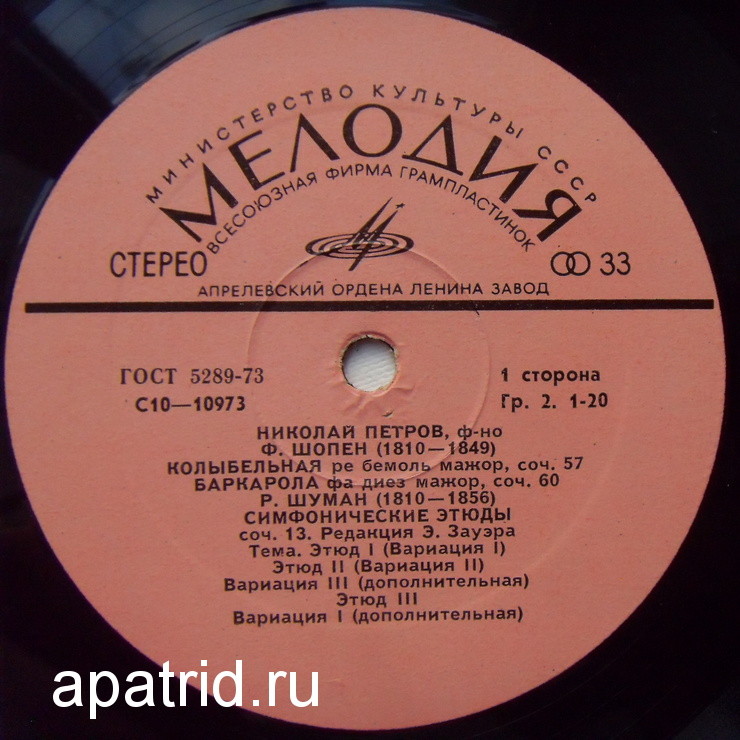 МИНИСТЕРСТВО КУЛЬТУРЫ СССР
МЕЛОДИЯ
ВСЕСОЮЗНАЯ ФИРМА ГРАМПЛАСТИНОК
СТЕРЕО 33
АПРЕЛЕВСКИЙ ОРДЕНА ЛЕНИНА ЗАВОД
ГОСТ 5289-73 1 сторона
С10—10973 Гр. 2. 1-20
НИКОЛАЙ ПЕТРОВ, ф-но
Ф. ШОПЕН (1810—1849)
КОЛЫБЕЛЬНАЯ ре бемоль мажор, соч. 57
БАРКАРОЛА фа диез мажор, соч. 60
Р. ШУМАН (1810—1856)
СИМФОНИЧЕСКИЕ ЭТЮДЫ
соч. 13. Редакция Э. Зауэра
Тема. Этюд I (Вариация I)
Этюд II (Вариация II)
Вариация III (дополнительная)
Этюд III
Вариация I (дополнительная)
apatrid.ru